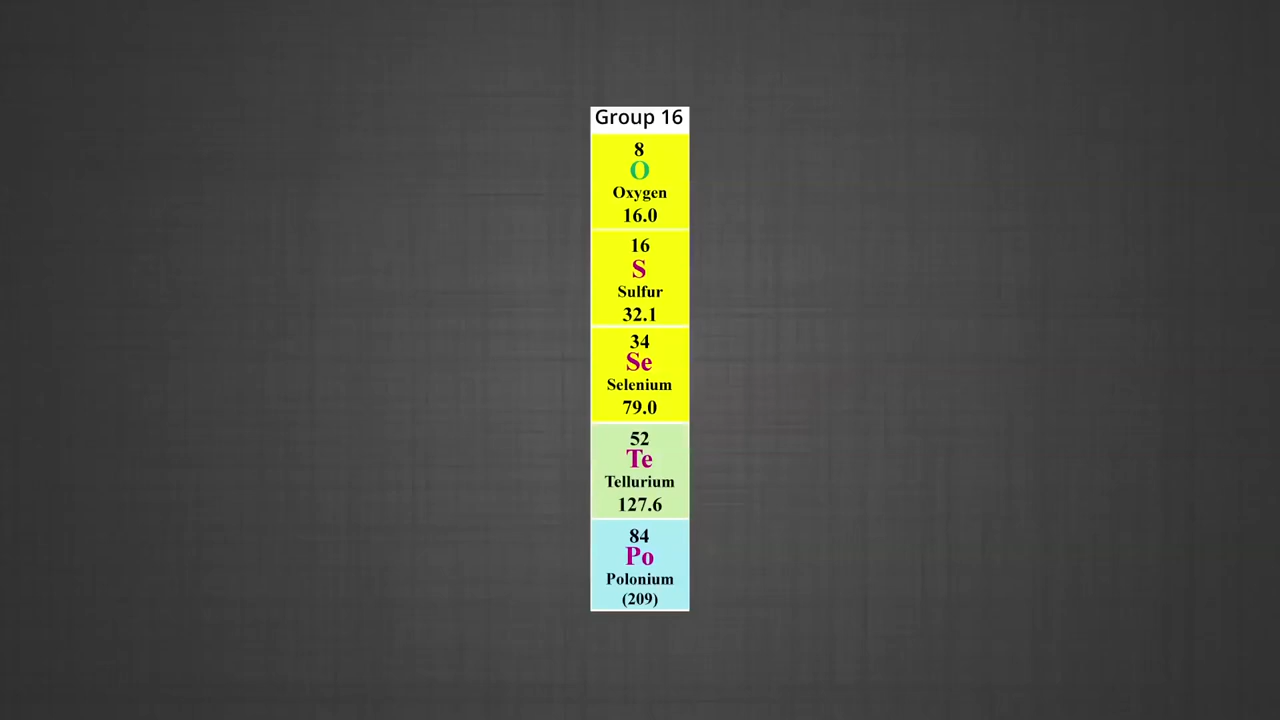 Group 16
8
O
Oxygen
16.0
16
S
Sulfur
32.1
34
Se
Selenium
79.0
52
Te
Tellurium
127.6
84
Po
Polonium
(209)